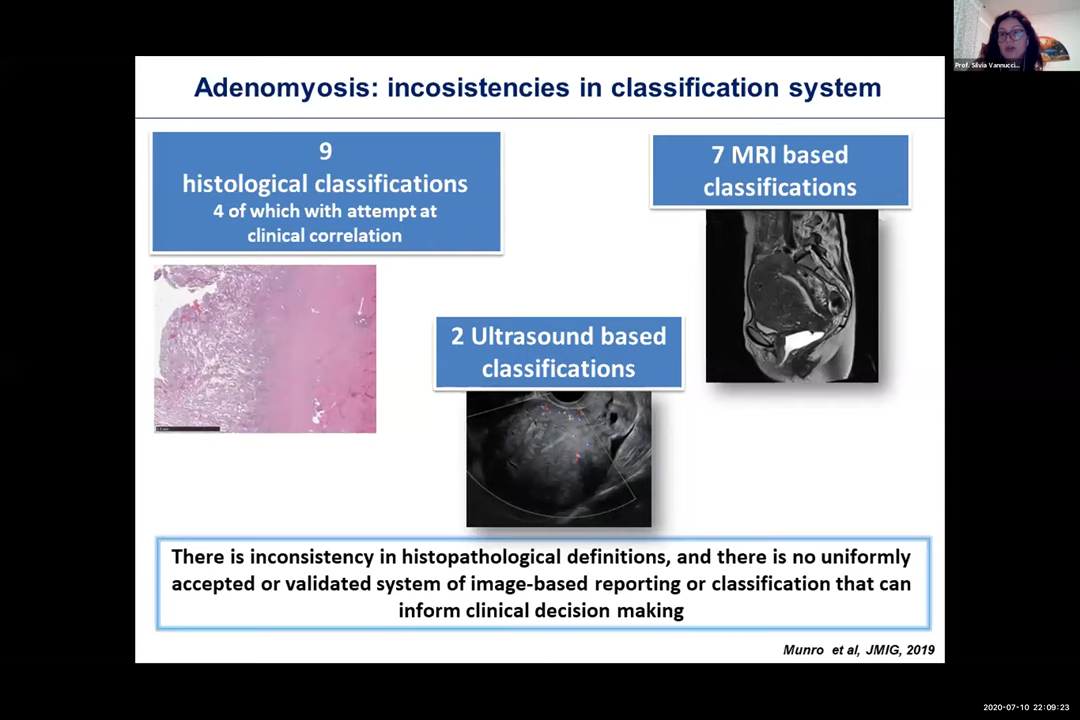 Prof. Silvia Vannucci...
Adenomyosis: incosistencies in classification system
9
histological classifications
4 of which with attempt at
clinical correlation
7 MRI based
classifications
2 Ultrasound based
classifications
There is inconsistency in histopathological definitions, and there is no uniformly
accepted or validated system of image-based reporting or classification that can
inform clinical decision making
Munro et al, JMIG, 2019
2020-07-10 22:09:23